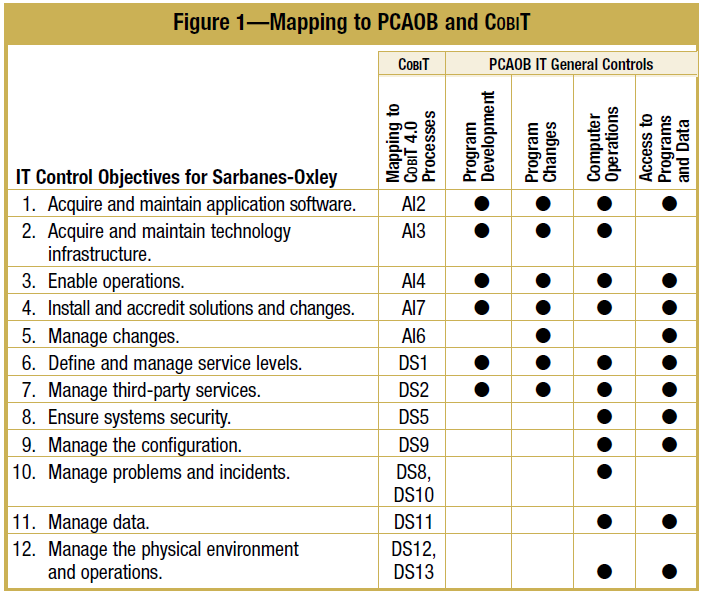 Figure 1—Mapping to PCAOB and COBIT
COBIT
PCAOB IT General Controls
IT Control Objectives for Sarbanes-Oxley
Mapping to
COBIT 4.0
Processes
Program
Development
Program
Changes
Computer
Operations
Access to
Programs
and Data
1. Acquire and maintain application software. AI2 ● ● ● ●
2. Acquire and maintain technology AI3 ● ● ●
infrastructure.
3. Enable operations. AI4 ● ● ● ●
4. Install and accredit solutions and changes. AI7 ● ● ● ●
5. Manage changes. AI6 ● ●
6. Define and manage service levels. DS1 ● ● ● ●
7. Manage third-party services. DS2 ● ● ● ●
8. Ensure systems security. DS5 ● ●
9. Manage the configuration. DS9 ● ●
10. Manage problems and incidents. DS8, ●
DS10
11. Manage data. DS11 ● ●
12. Manage the physical environment DS12,
and operations. DS13 ● ●